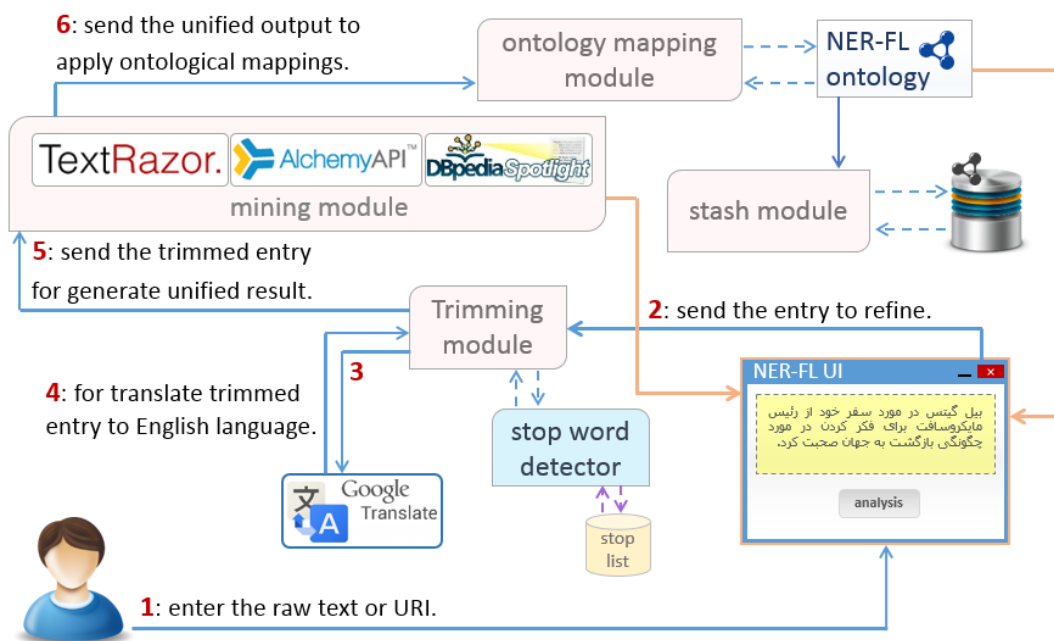 6: send the unified output to
apply ontological mappings.
ontology mapping
module
NER-FL
ontology
TextRazor.
AlchemyAPI™
DBpedia Spotlight
mining module
stash module
5: send the trimmed entry
for generate unified result.
Trimming
module
2: send the entry to refine.
3
4: for translate trimmed
entry to English language.
stop word
detector
NER-FL UI
بیل گیتس در مورد سفر خود از رئیس
مایکروسافت برای فکر کردن در مورد
چگونگی بازگشت به جهان صحبت کرد.
analysis
文
A
Google
Translate
stop
list
1: enter the raw text or URI.